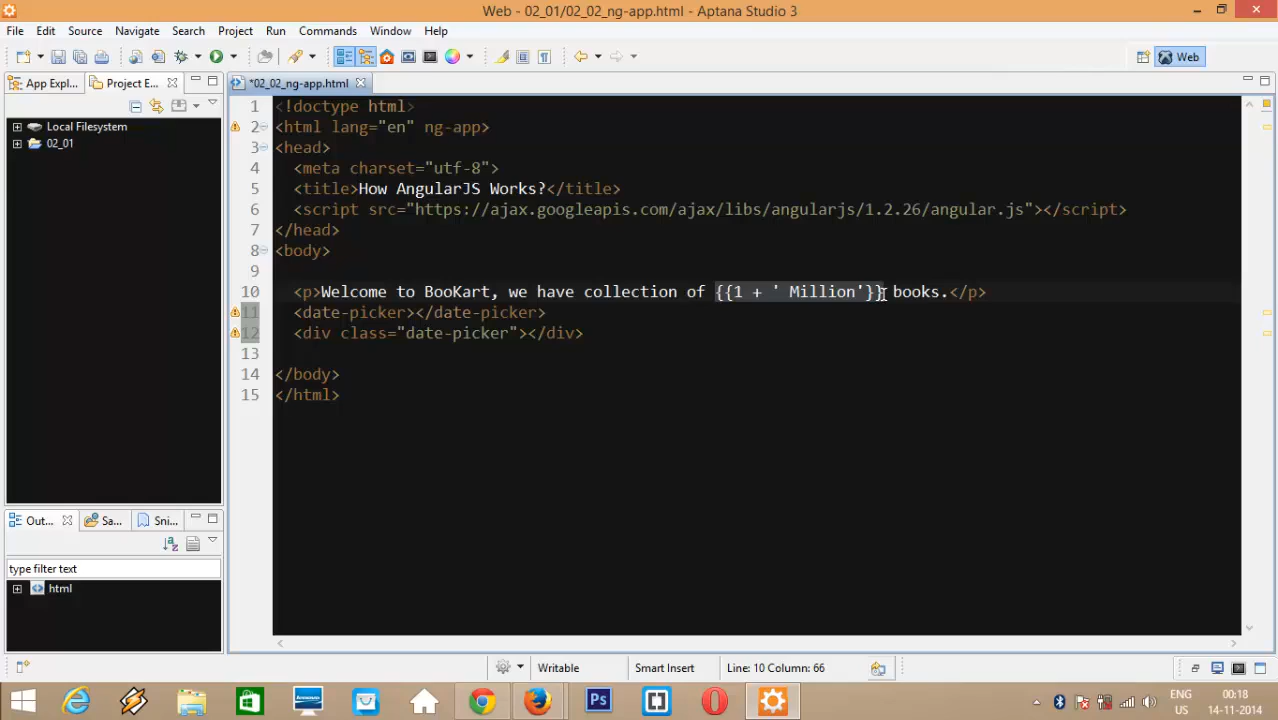 Web - 02_01/02_02_ng-app.html - Aptana Studio 3
File Edit Source Navigate Search Project Run Commands Window Help
Web
App Expl...
Project E...
*02_02_ng-app.html
Local Filesystem
02_01
1 <!doctype html>
2 <html lang="en" ng-app>
3 <head>
4 <meta charset="utf-8">
5 <title>How AngularJS Works?</title>
6 <script src="https://ajax.googleapis.com/ajax/libs/angularjs/1.2.26/angular.js"></script>
7 </head>
8 <body>
9
10 <p>Welcome to BooKart, we have collection of {{1 + ' Million'}} books.</p>
11 <date-picker></date-picker>
12 <div class="date-picker"></div>
13
14 </body>
15 </html>
Out...
Sa...
Sni...
type filter text
html
Writable
Smart Insert
Line: 10 Column: 66
Ps
ENG
US
00:18
14-11-2014